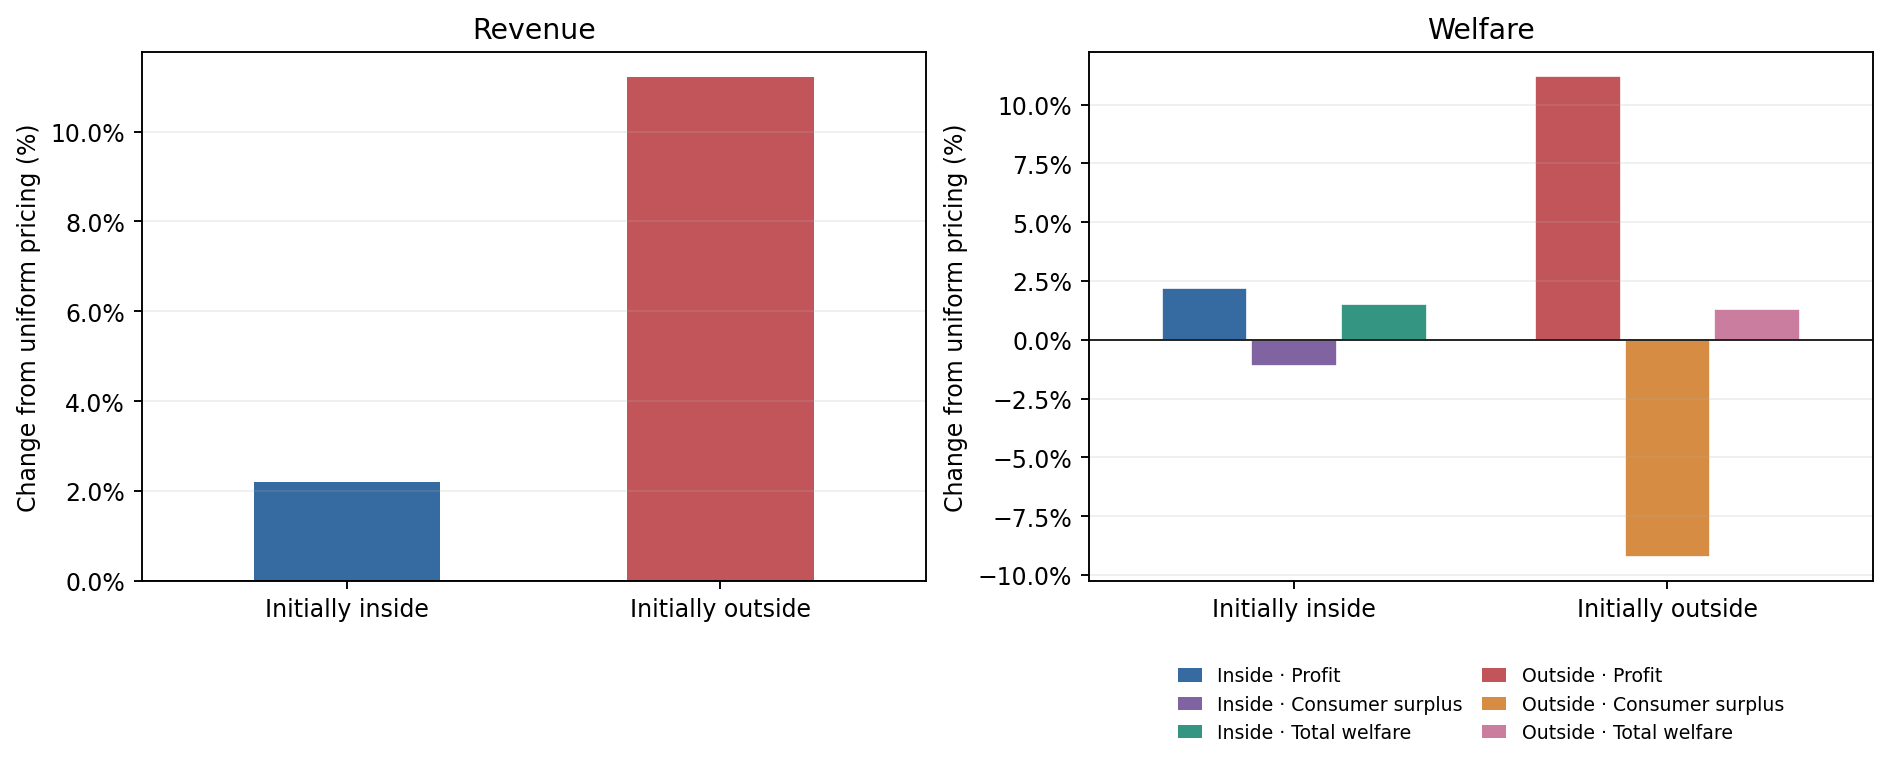 Revenue
Change from uniform pricing (%)
10.0%
8.0%
6.0%
4.0%
2.0%
0.0%
Initially inside
Initially outside
Welfare
Change from uniform pricing (%)
10.0%
7.5%
5.0%
2.5%
0.0%
−2.5%
−5.0%
−7.5%
−10.0%
Initially inside
Initially outside
Inside · Profit
Inside · Consumer surplus
Inside · Total welfare
Outside · Profit
Outside · Consumer surplus
Outside · Total welfare